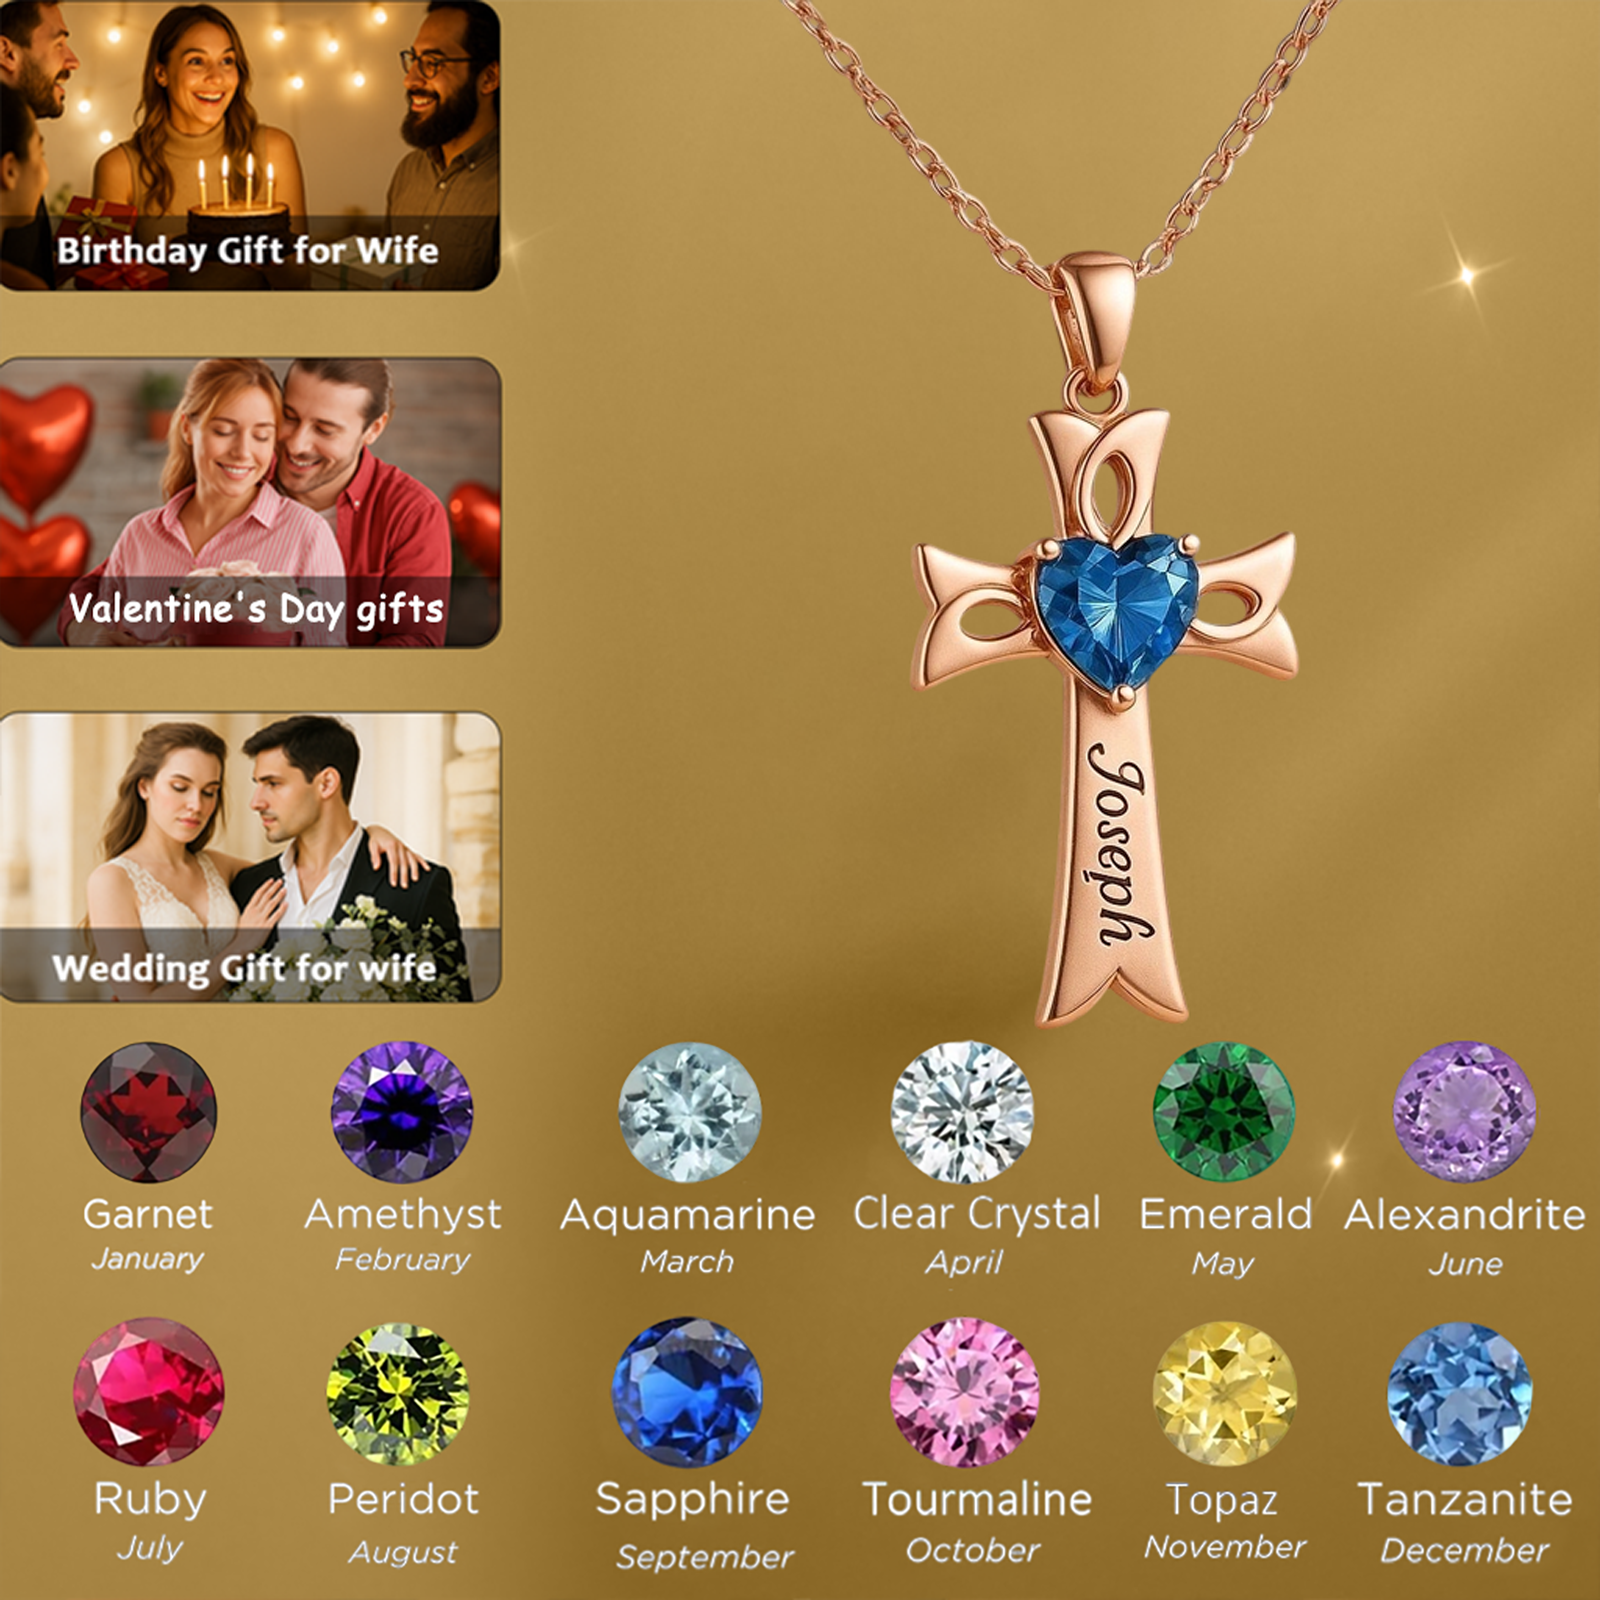 Birthday Gift for Wife
Valentine's Day gifts
Wedding Gift for wife
Joseph
Garnet
January
Amethyst
February
Aquamarine
March
Clear Crystal
April
Emerald
May
Alexandrite
June
Ruby
July
Peridot
August
Sapphire
September
Tourmaline
October
Topaz
November
Tanzanite
December